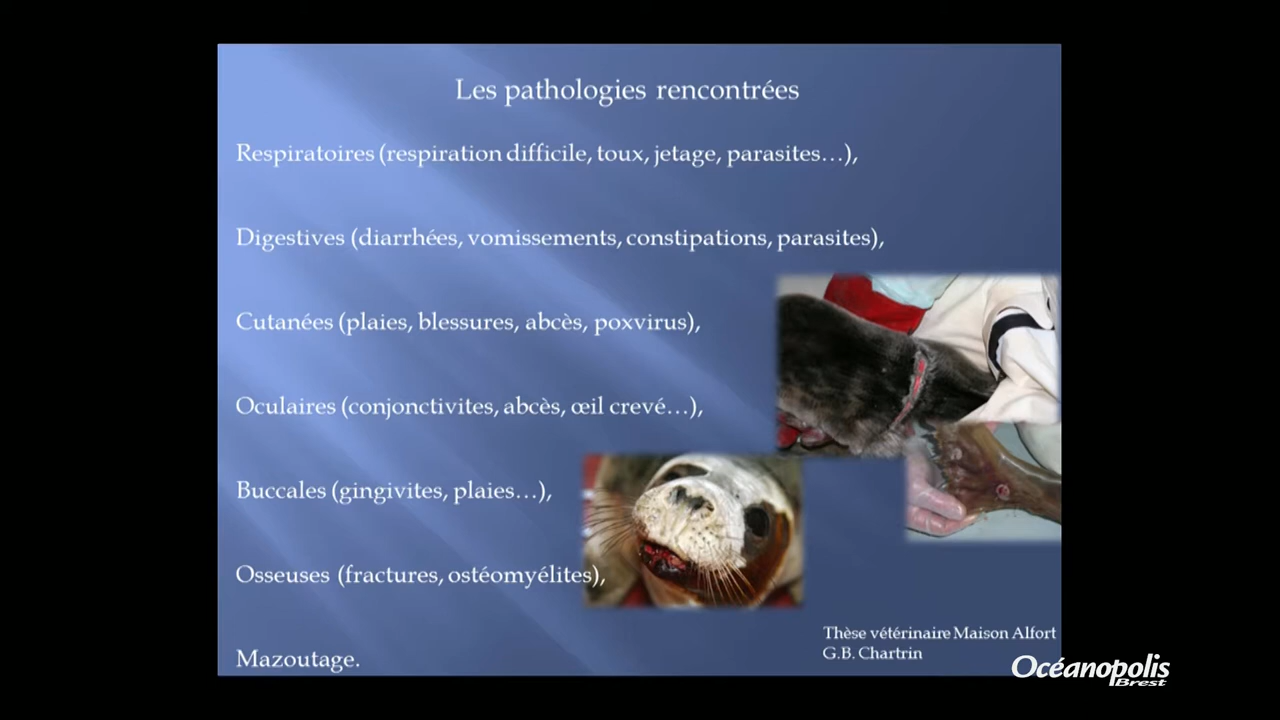 Les pathologies rencontrées
Respiratoires (respiration difficile, toux, jetage, parasites…),
Digestives (diarrhées, vomissements, constipations, parasites),
Cutanées (plaies, blessures, abcès, poxvirus),
Oculaires (conjonctivites, abcès, œil crevé…),
Buccales (gingivites, plaies…),
Osseuses (fractures, ostéomyélites),
Mazoutage.
Thèse vétérinaire Maison Alfort
G.B. Chartrin
Océanopolis
Brest